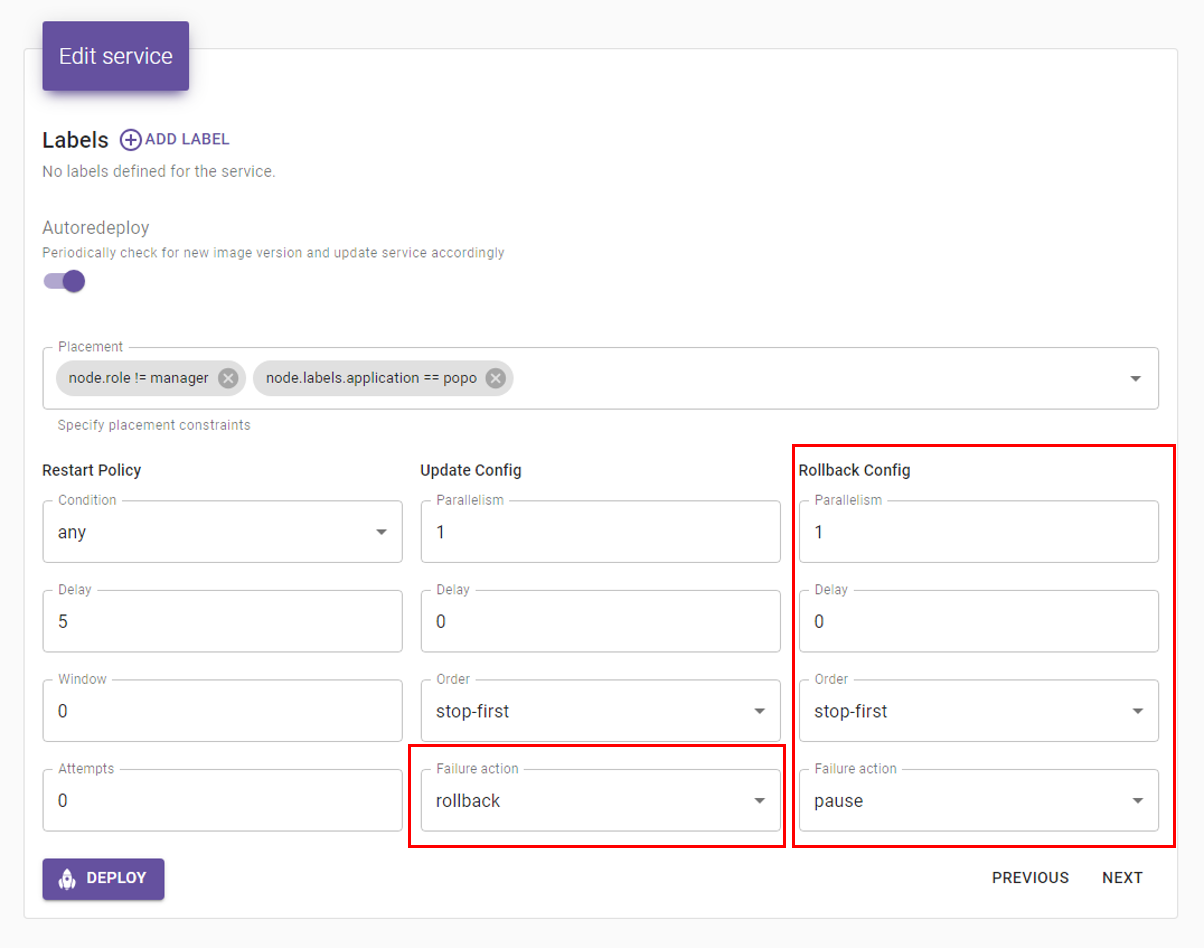 Edit service
Labels ADD LABEL
No labels defined for the service.
Autoredeploy
Periodically check for new image version and update service accordingly
Placement
node.role != manager node.labels.application == popo
Specify placement constraints
Restart Policy Update Config Rollback Config
Condition Parallelism Parallelism
any 1 1
Delay Delay Delay
5 0 0
Window Order Order
0 stop-first stop-first
Attempts Failure action Failure action
0 rollback pause
DEPLOY PREVIOUS NEXT